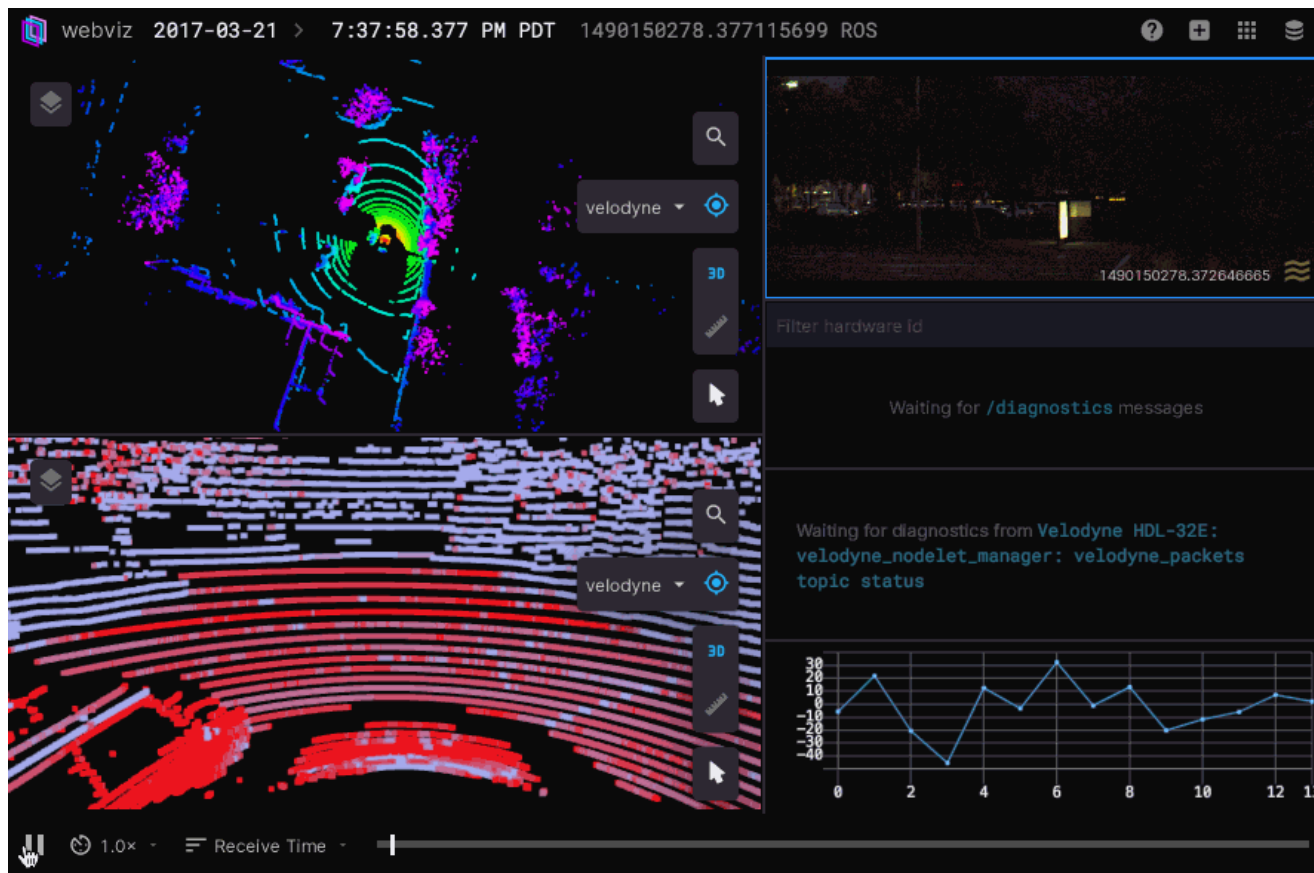 webviz 2017-03-21 > 7:37:58.377 PM PDT 1490150278.377115699 ROS
velodyne
3D
velodyne
3D
1490150278.372646665
Filter hardware id
Waiting for /diagnostics messages
Waiting for diagnostics from Velodyne HDL-32E:
velodyne_nodelet_manager: velodyne_packets
topic status
30
20
10
0
-10
-20
-30
-40
0 2 4 6 8 10 12
1.0× Receive Time